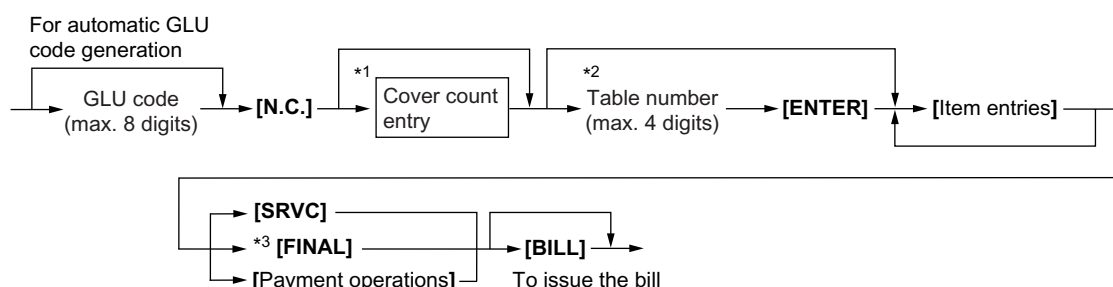 For automatic GLU
code generation
GLU code
(max. 8 digits)
[N.C.]
*1
Cover count
entry
*2
Table number
(max. 4 digits)
[ENTER]
[Item entries]
[SRVC]
*3 [FINAL]
[Payment operations]
[BILL]
To issue the bill